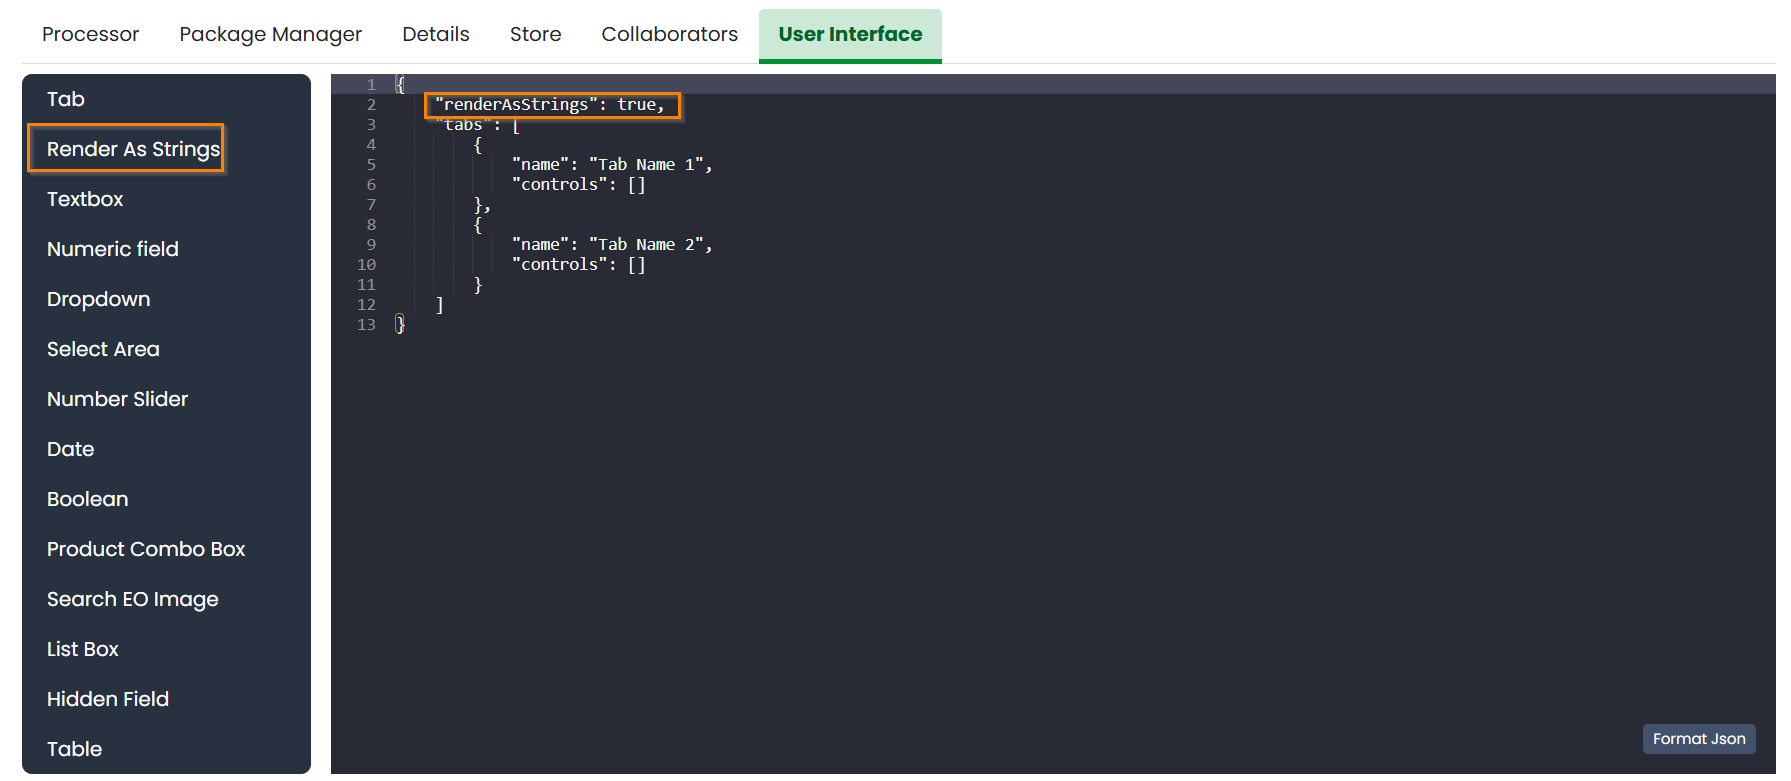 Processor Package Manager Details Store Collaborators User Interface
Tab
Render As Strings
Textbox
Numeric field
Dropdown
Select Area
Number Slider
Date
Boolean
Product Combo Box
Search EO Image
List Box
Hidden Field
Table
1 {
2 "renderAsStrings": true,
3 "tabs": [
4 {
5 "name": "Tab Name 1",
6 "controls": []
7 },
8 {
9 "name": "Tab Name 2",
10 "controls": []
11 }
12 ]
13 }
Format Json